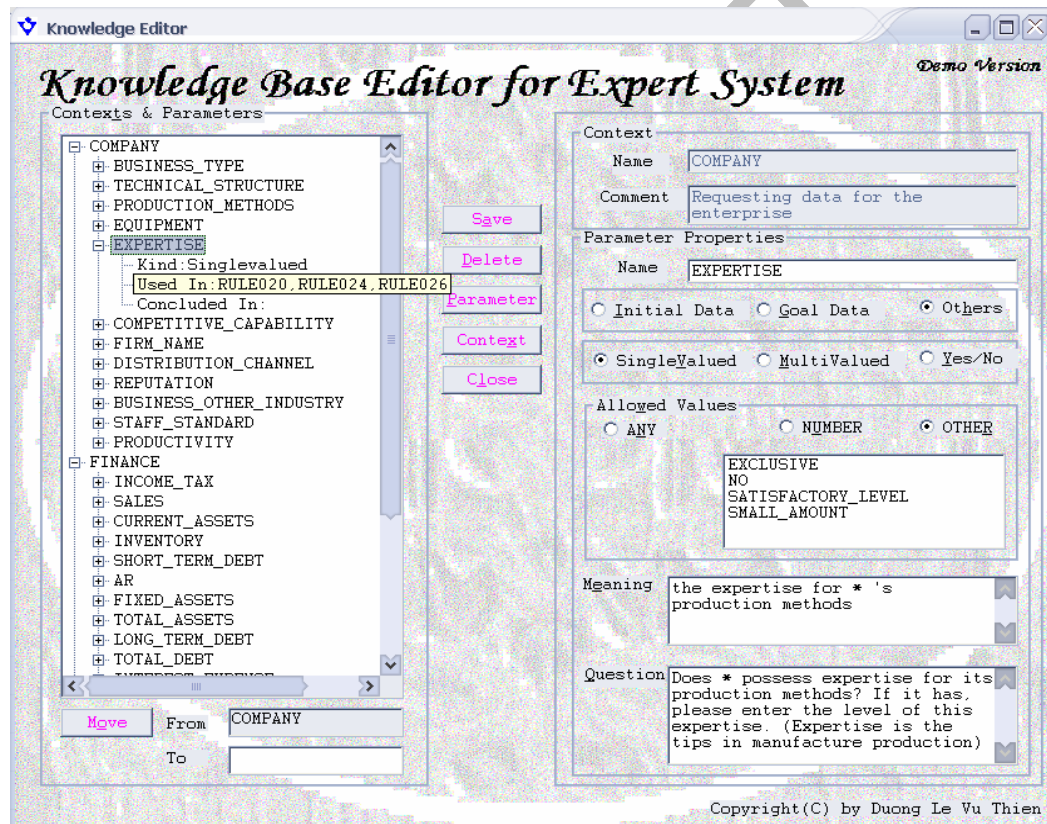 Knowledge Editor
Knowledge Base Editor for Expert System
Demo Version
Contexts & Parameters
COMPANY
BUSINESS_TYPE
TECHNICAL_STRUCTURE
PRODUCTION_METHODS
EQUIPMENT
EXPERTISE
Kind:Singlevalued
Used In:RULE020,RULE024,RULE026
Concluded In:
COMPETITIVE_CAPABILITY
FIRM_NAME
DISTRIBUTION_CHANNEL
REPUTATION
BUSINESS_OTHER_INDUSTRY
STAFF_STANDARD
PRODUCTIVITY
FINANCE
INCOME_TAX
SALES
CURRENT_ASSETS
INVENTORY
SHORT_TERM_DEBT
AR
FIXED_ASSETS
TOTAL_ASSETS
LONG_TERM_DEBT
TOTAL_DEBT
Move From COMPANY
To
Save
Delete
Parameter
Context
Close
Context
Name COMPANY
Comment Requesting data for the
enterprise
Parameter Properties
Name EXPERTISE
Initial Data Goal Data Others
SingleValued MultiValued Yes/No
Allowed Values
ANY NUMBER OTHER
EXCLUSIVE
NO
SATISFACTORY_LEVEL
SMALL_AMOUNT
Meaning the expertise for * 's
production methods
Question Does * possess expertise for its
production methods? If it has,
please enter the level of this
expertise. (Expertise is the
tips in manufacture production)
Copyright(C) by Duong Le Vu Thien